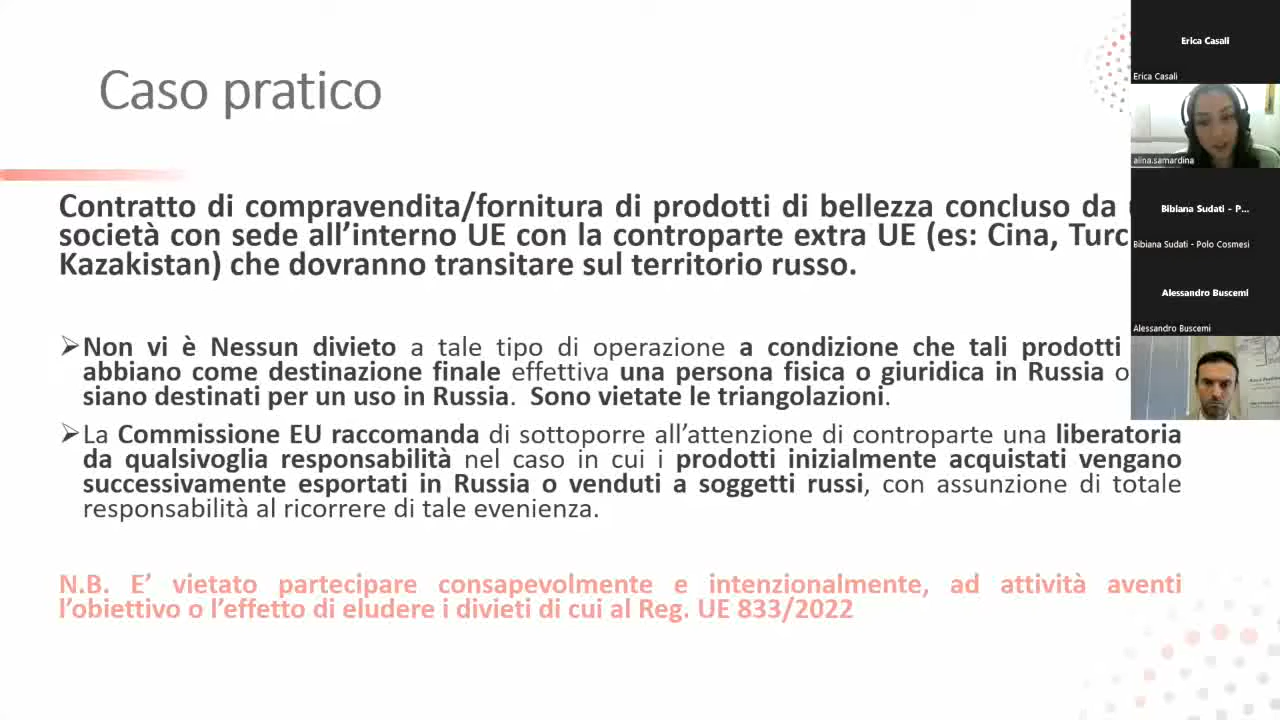 Caso pratico
Contratto di compravendita/fornitura di prodotti di bellezza concluso da
società con sede all'interno UE con la controparte extra UE (es: Cina, Turc
Kazakistan) che dovranno transitare sul territorio russo.
➢Non vi è Nessun divieto a tale tipo di operazione a condizione che tali prodotti
abbiano come destinazione finale effettiva una persona fisica o giuridica in Russia o
siano destinati per un uso in Russia. Sono vietate le triangolazioni.
➢La Commissione EU raccomanda di sottoporre all'attenzione di controparte una liberatoria
da qualsivoglia responsabilità nel caso in cui i prodotti inizialmente acquistati vengano
successivamente esportati in Russia o venduti a soggetti russi, con assunzione di totale
responsabilità al ricorrere di tale evenienza.
N.B. E' vietato partecipare consapevolmente e intenzionalmente, ad attività aventi
l'obiettivo o l'effetto di eludere i divieti di cui al Reg. UE 833/2022
Erica Casali
Erica Casali
alina.samardina
Bibiana Sudati - P...
Bibiana Sudati - Polo Cosmesi
Alessandro Buscemi
Alessandro Buscemi